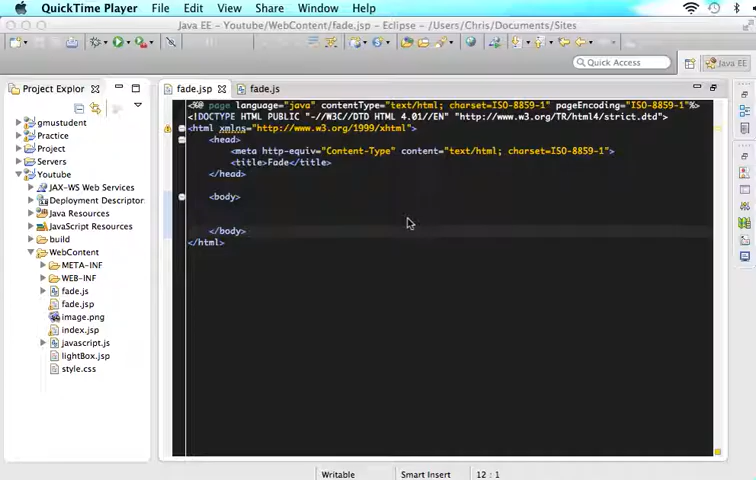 QuickTime Player File Edit View Share Window Help
Java EE - Youtube/WebContent/fade.jsp - Eclipse - /Users/Chris/Documents/Sites
Quick Access
Java EE
Project Explor
fade.jsp
fade.js
gmustudent
Practice
Project
Servers
Youtube
JAX-WS Web Services
Deployment Descriptor
Java Resources
JavaScript Resources
build
WebContent
META-INF
WEB-INF
fade.js
fade.jsp
image.png
index.jsp
javascript.js
lightBox.jsp
style.css
<%@ page language="java" contentType="text/html; charset=ISO-8859-1" pageEncoding="ISO-8859-1"%>
<!DOCTYPE HTML PUBLIC "-//W3C//DTD HTML 4.01//EN" "http://www.w3.org/TR/html4/strict.dtd">
<html xmlns="http://www.w3.org/1999/xhtml">
<head>
<meta http-equiv="Content-Type" content="text/html; charset=ISO-8859-1">
<title>Fade</title>
</head>
<body>
</body>
</html>
Writable
Smart Insert
12 : 1